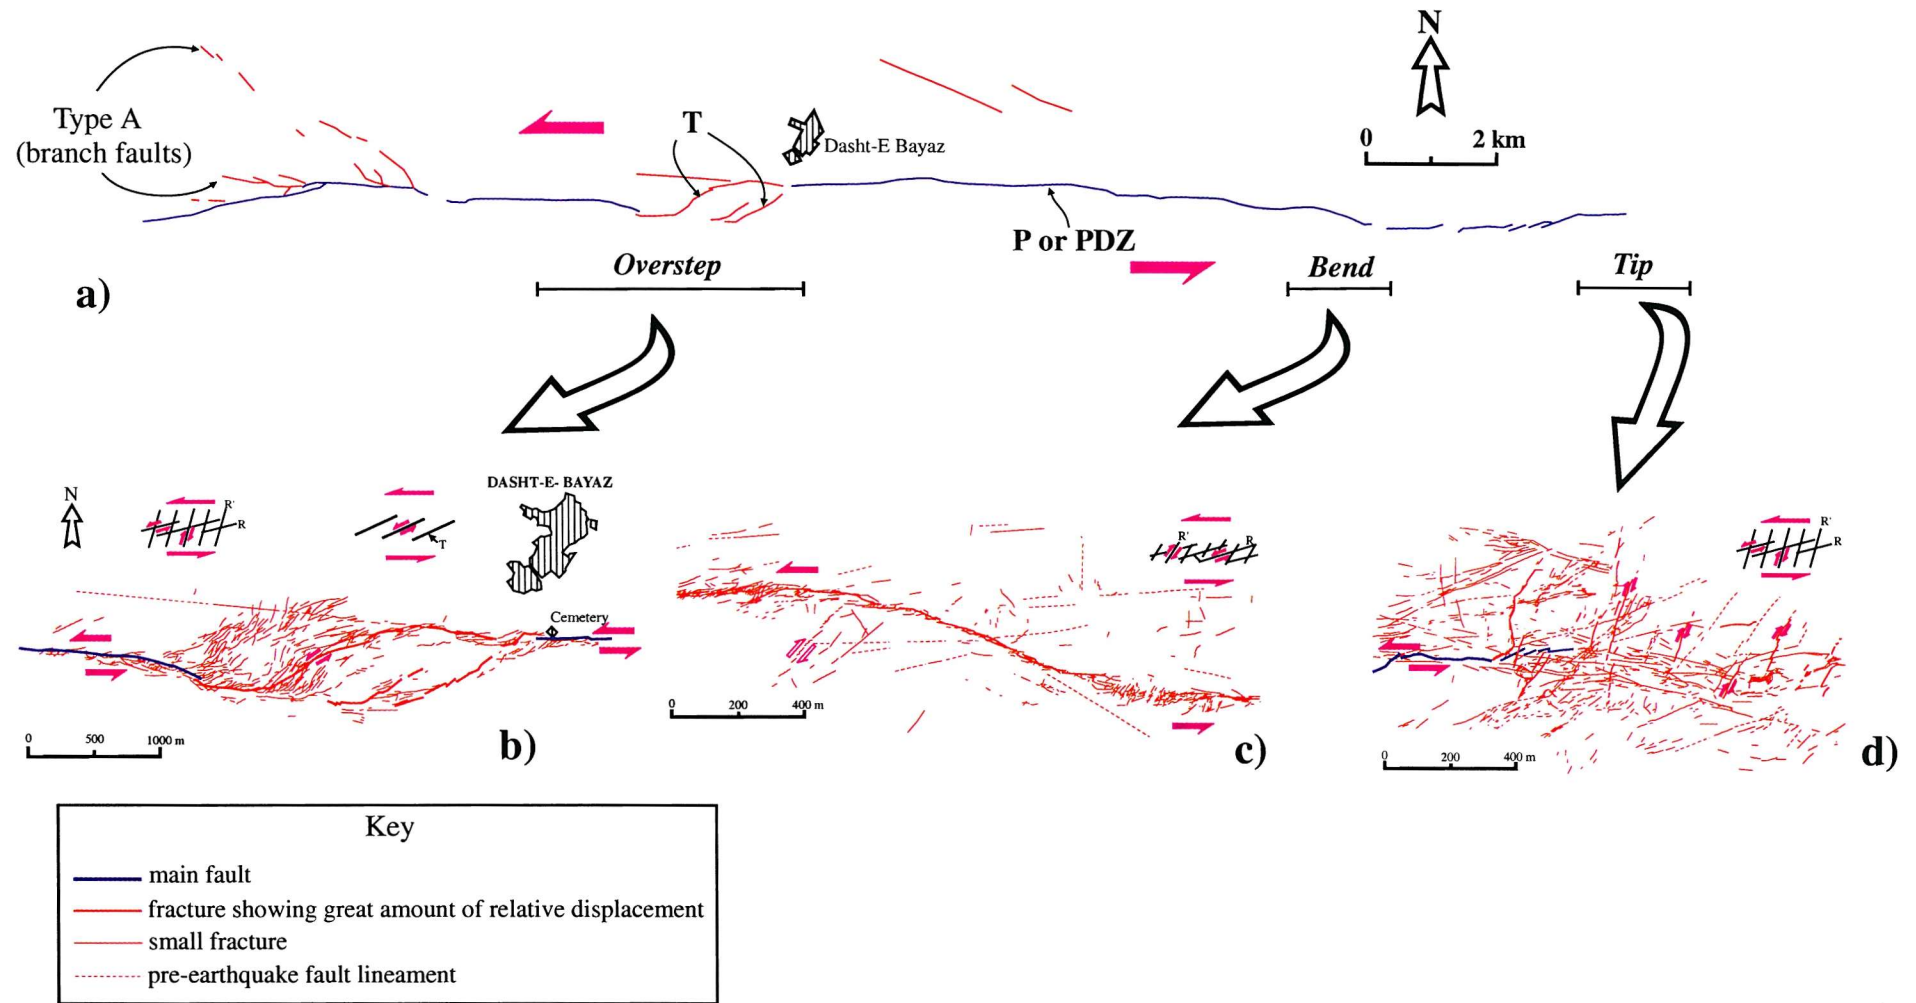 N
0 2 km
Type A
(branch faults)
T
Dasht-E Bayaz
P or PDZ
Overstep
Bend
Tip
a)
N
R'
R
T
DASHT-E- BAYAZ
Cemetery
0 500 1000 m
b)
R'
R
0 200 400 m
c)
R'
R
0 200 400 m
d)
Key
main fault
fracture showing great amount of relative displacement
small fracture
pre-earthquake fault lineament